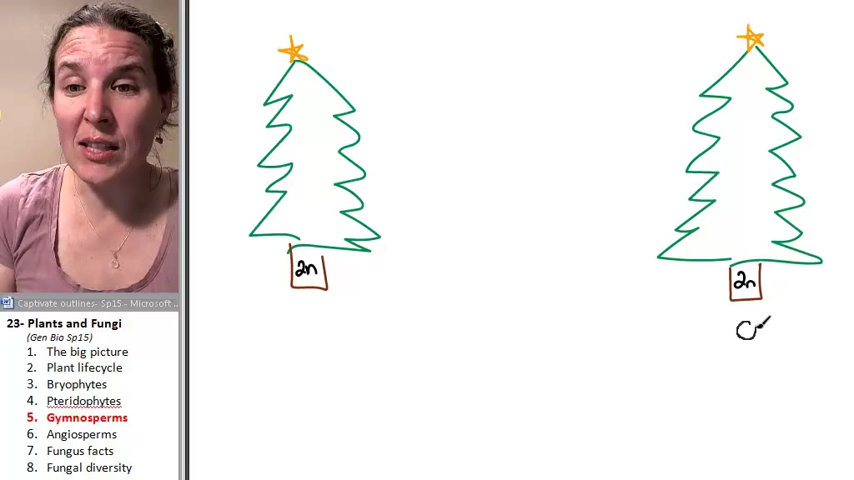 2n
2n
Captivate outlines- Sp15 - Microsoft ...
23- Plants and Fungi
(Gen Bio Sp15)
1. The big picture
2. Plant lifecycle
3. Bryophytes
4. Pteridophytes
5. Gymnosperms
6. Angiosperms
7. Fungus facts
8. Fungal diversity